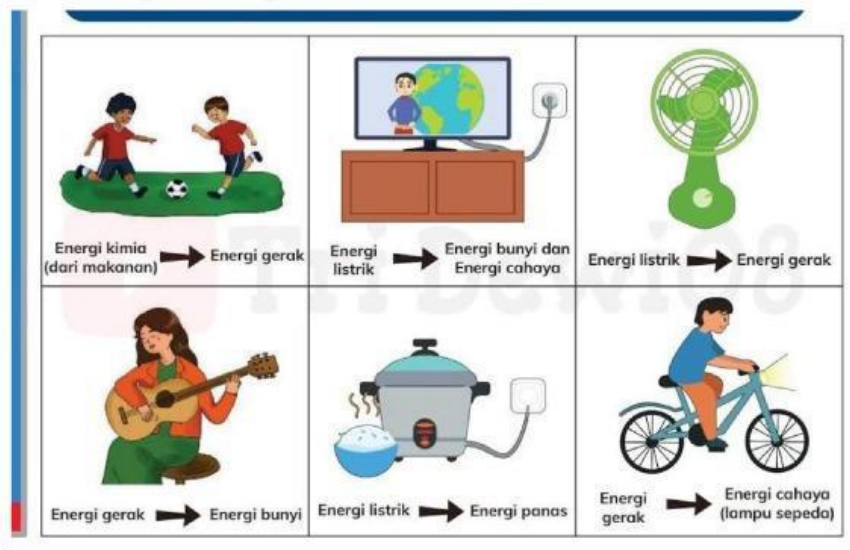 Energi kimia
(dari makanan)
Energi gerak
Energi
listrik
Energi bunyi dan
Energi cahaya
Energi listrik
Energi gerak
Energi gerak
Energi bunyi
Energi listrik
Energi panas
Energi
gerak
Energi cahaya
(lampu sepeda)